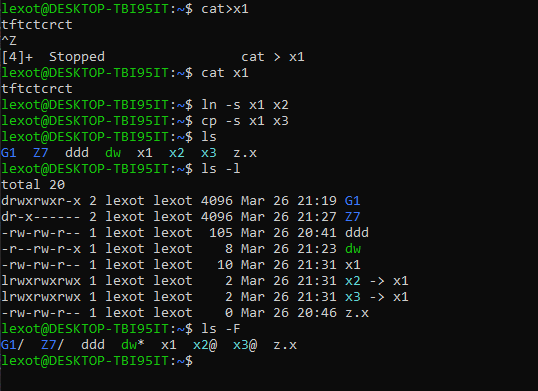 lexot@DESKTOP-TBI95IT:~$ cat>x1
tftctcrct
^Z
[4]+  Stopped                 cat > x1
lexot@DESKTOP-TBI95IT:~$ cat x1
tftctcrct
lexot@DESKTOP-TBI95IT:~$ ln -s x1 x2
lexot@DESKTOP-TBI95IT:~$ cp -s x1 x3
lexot@DESKTOP-TBI95IT:~$ ls
G1  Z7  ddd  dw  x1  x2  x3  z.x
lexot@DESKTOP-TBI95IT:~$ ls -l
total 20
drwxrwxr-x 2 lexot lexot 4096 Mar 26 21:19 G1
dr-x------ 2 lexot lexot 4096 Mar 26 21:27 Z7
-rw-rw-r-- 1 lexot lexot  105 Mar 26 20:41 ddd
-r--rw-r-x 1 lexot lexot    8 Mar 26 21:23 dw
-rw-rw-r-- 1 lexot lexot   10 Mar 26 21:31 x1
lrwxrwxrwx 1 lexot lexot    2 Mar 26 21:31 x2 -> x1
lrwxrwxrwx 1 lexot lexot    2 Mar 26 21:31 x3 -> x1
-rw-rw-r-- 1 lexot lexot    0 Mar 26 20:46 z.x
lexot@DESKTOP-TBI95IT:~$ ls -F
G1/  Z7/  ddd  dw*  x1  x2@  x3@  z.x
lexot@DESKTOP-TBI95IT:~$